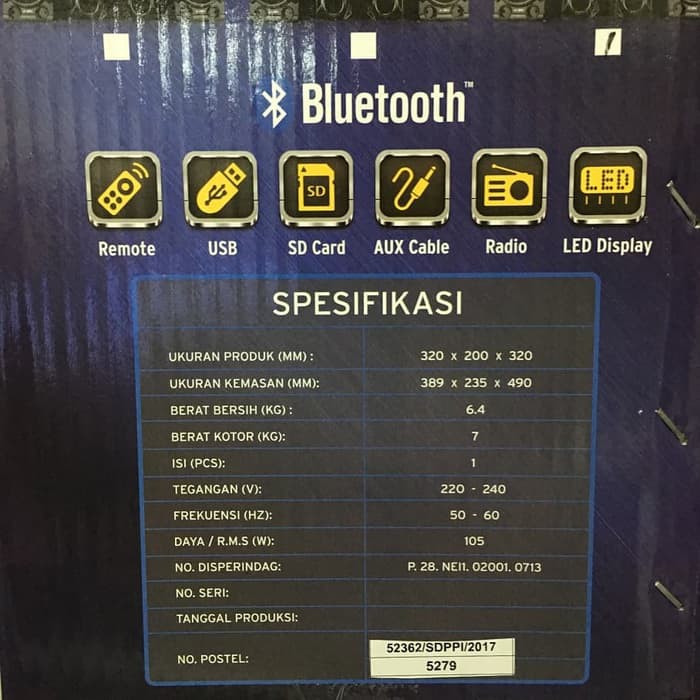 Bluetooth™
SD
LED
Remote USB SD Card AUX Cable Radio LED Display
SPESIFIKASI
UKURAN PRODUK (MM) : 320 x 200 x 320
UKURAN KEMASAN (MM): 389 x 235 x 490
BERAT BERSIH (KG) : 6.4
BERAT KOTOR (KG): 7
ISI (PCS): 1
TEGANGAN (V): 220 - 240
FREKUENSI (HZ): 50 - 60
DAYA / R.M.S (W): 105
NO. DISPERINDAG: P. 28. NEI1. 02001. 0713
NO. SERI:
TANGGAL PRODUKSI:
NO. POSTEL: 52362/SDPPI/2017
5279